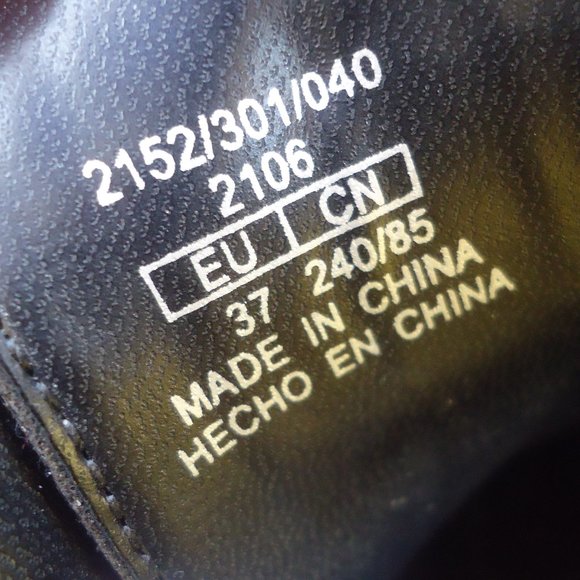 2152/301/040
2106
EU CN
37 240/85
MADE IN CHINA
HECHO EN CHINA